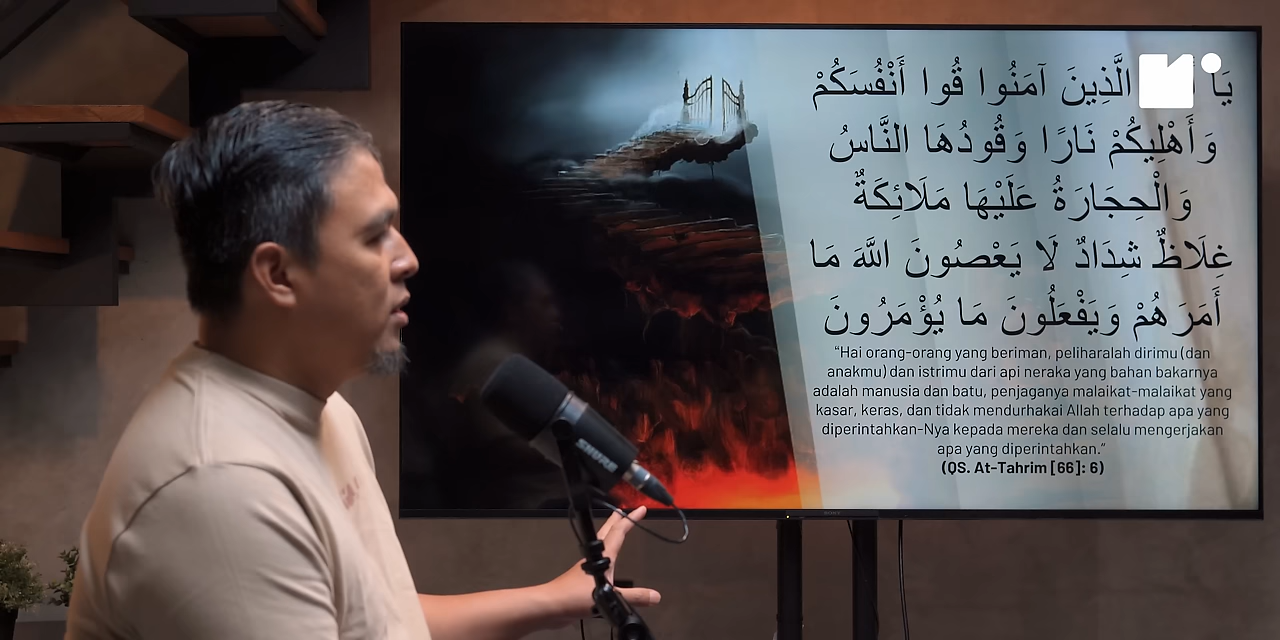 يَا الَّذِينَ آمَنُوا قُوا أَنْفُسَكُمْ
وَأَهْلِيكُمْ نَارًا وَقُودُهَا النَّاسُ
وَالْحِجَارَةُ عَلَيْهَا مَلَائِكَةٌ
غِلَاظٌ شِدَادٌ لَا يَعْصُونَ اللَّهَ مَا
أَمَرَهُمْ وَيَفْعَلُونَ مَا يُؤْمَرُونَ
“Hai orang-orang yang beriman, peliharalah dirimu (dan
anakmu) dan istrimu dari api neraka yang bahan bakarnya
adalah manusia dan batu, penjaganya malaikat-malaikat yang
kasar, keras, dan tidak mendurhakai Allah terhadap apa yang
diperintahkan-Nya kepada mereka dan selalu mengerjakan
apa yang diperintahkan.”
(QS. At-Tahrim [66]: 6)
SHURE
SONY